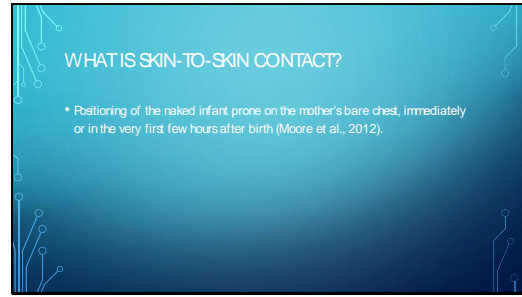 WHAT IS SKIN-TO-SKIN CONTACT?
• Positioning of the naked infant prone on the mother's bare chest, immediately
or in the very first few hours after birth (Moore et al., 2012).